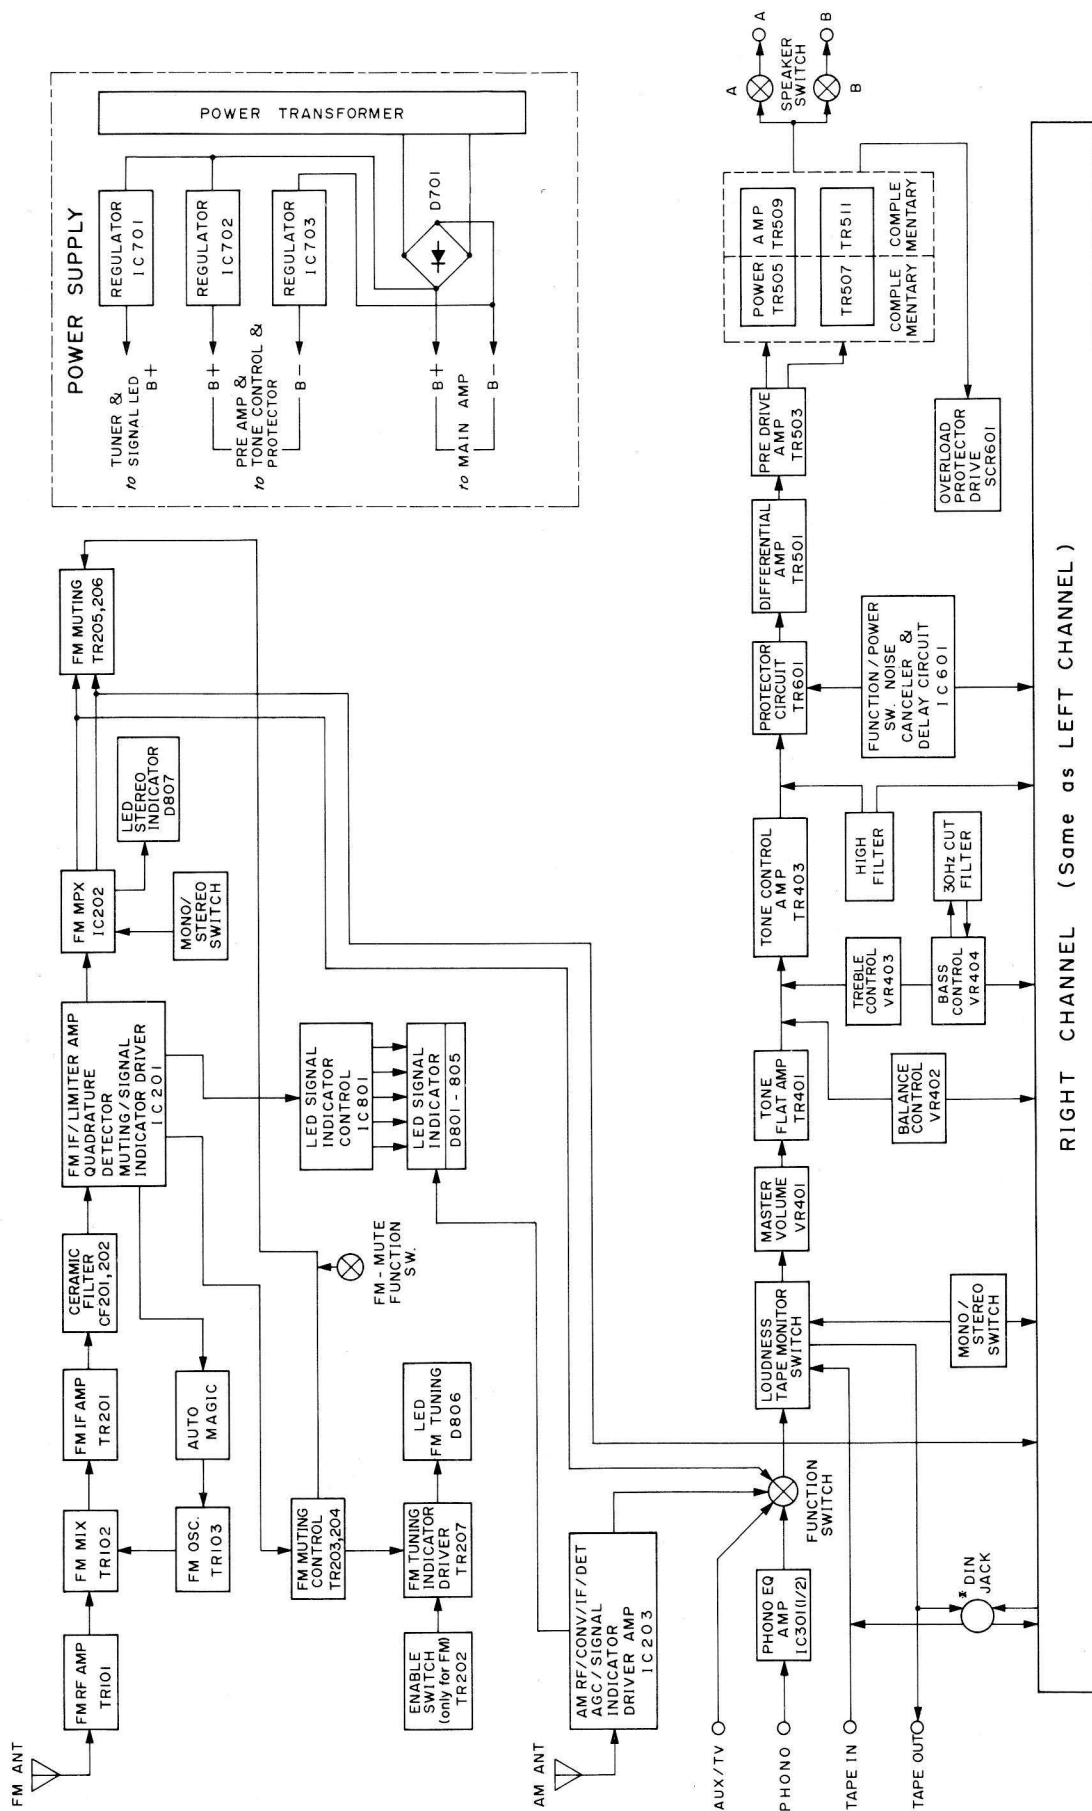 FM ANT
FM RF AMP
TR101
FM MIX
TR102
FM OSC.
TR103
FM IF AMP
TR201
AUTO
MAGIC
CERAMIC
FILTER
CF201,202
FM IF/LIMITER AMP
QUADRATURE
DETECTOR
MUTING/SIGNAL
INDICATOR DRIVER
IC201
FM MPX
IC202
MONO/
STEREO
SWITCH
LED
STEREO
INDICATOR
D807
FM MUTING
TR205,206
FM MUTING
CONTROL
TR203,204
FM-MUTE
FUNCTION
SW.
LED SIGNAL
INDICATOR
CONTROL
IC801
LED SIGNAL
INDICATOR
D801-805
ENABLE
SWITCH
(only for FM)
TR202
FM TUNING
INDICATOR
DRIVER
TR207
LED
FM TUNING
D806
AM ANT
AM RF/CONV/IF/DET
AGC/SIGNAL
INDICATOR
DRIVER AMP
IC203
POWER SUPPLY
POWER TRANSFORMER
REGULATOR
IC701
REGULATOR
IC702
REGULATOR
IC703
D701
TUNER &
to SIGNAL LED
B+
B+
PRE AMP &
to TONE CONTROL &
PROTECTOR
B-
B+
to MAIN AMP
B-
AUX/TV
PHONO
TAPE IN
TAPE OUT
PHONO EQ
AMP
IC301(1/2)
FUNCTION
SWITCH
* DIN
JACK
LOUDNESS
TAPE MONITOR
SWITCH
MONO/
STEREO
SWITCH
MASTER
VOLUME
VR401
TONE
FLAT AMP
TR401
BALANCE
CONTROL
VR402
TREBLE
CONTROL
VR403
BASS
CONTROL
VR404
30Hz CUT
FILTER
TONE CONTROL
AMP
TR403
HIGH
FILTER
PROTECTOR
CIRCUIT
TR601
FUNCTION/POWER
SW. NOISE
CANCELER &
DELAY CIRCUIT
IC601
DIFFERENTIAL
AMP
TR501
PRE DRIVE
AMP
TR503
OVERLOAD
PROTECTOR
DRIVE
SCR601
POWER AMP
TR505 TR509
TR507 TR511
COMPLE
MENTARY
COMPLE
MENTARY
A
A
SPEAKER
SWITCH
B
B
RIGHT CHANNEL (Same as LEFT CHANNEL)